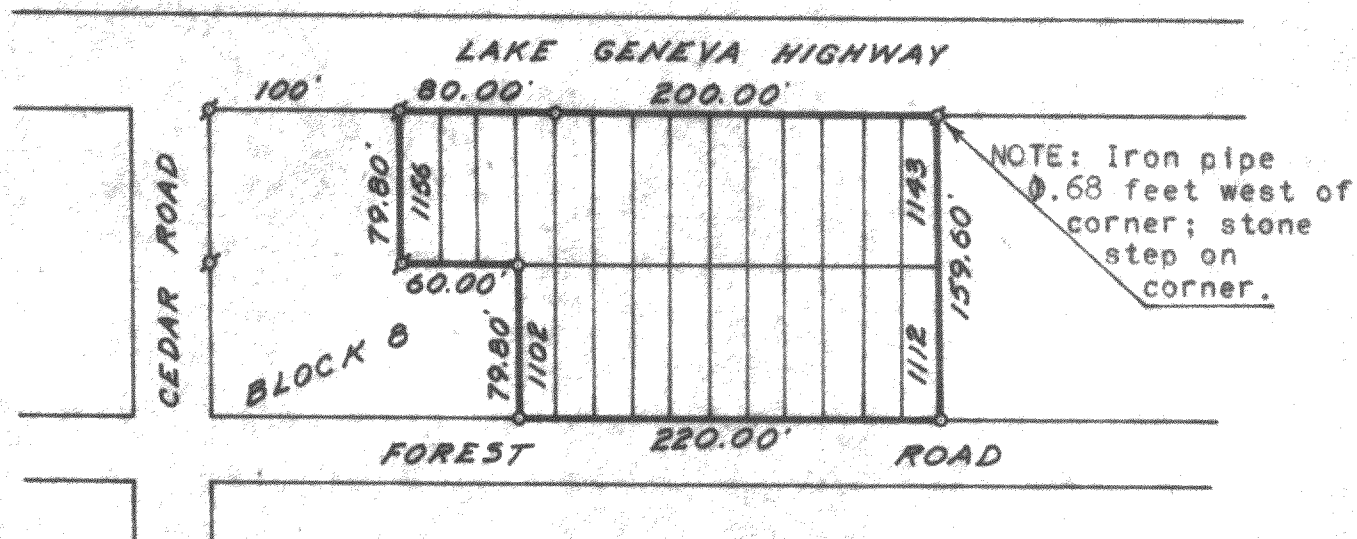 LAKE GENEVA HIGHWAY
100'
80.00'
200.00'
CEDAR ROAD
79.80'
1156
1143
159.60'
NOTE: Iron pipe
0.68 feet west of
corner; stone
step on
corner.
60.00'
BLOCK 8
79.80'
1102
1112
220.00'
FOREST ROAD